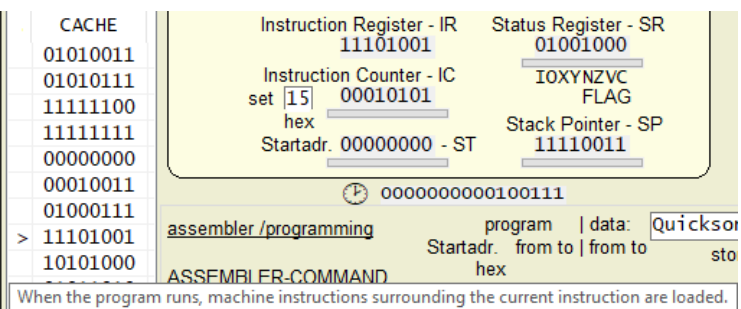 CACHE
01010011
01010111
11111100
11111111
00000000
00010011
01000111
> 11101001
10101000
Instruction Register - IR
11101001
Status Register - SR
01001000
Instruction Counter - IC
set 15 00010101
hex
IOXYNZVC
FLAG
Startadr. 00000000 - ST
Stack Pointer - SP
11110011
0000000000100111
assembler /programming
program | data: Quicksor
Startadr. from to | from to
hex
sto
ASSEMBLER-COMMAND
When the program runs, machine instructions surrounding the current instruction are loaded.